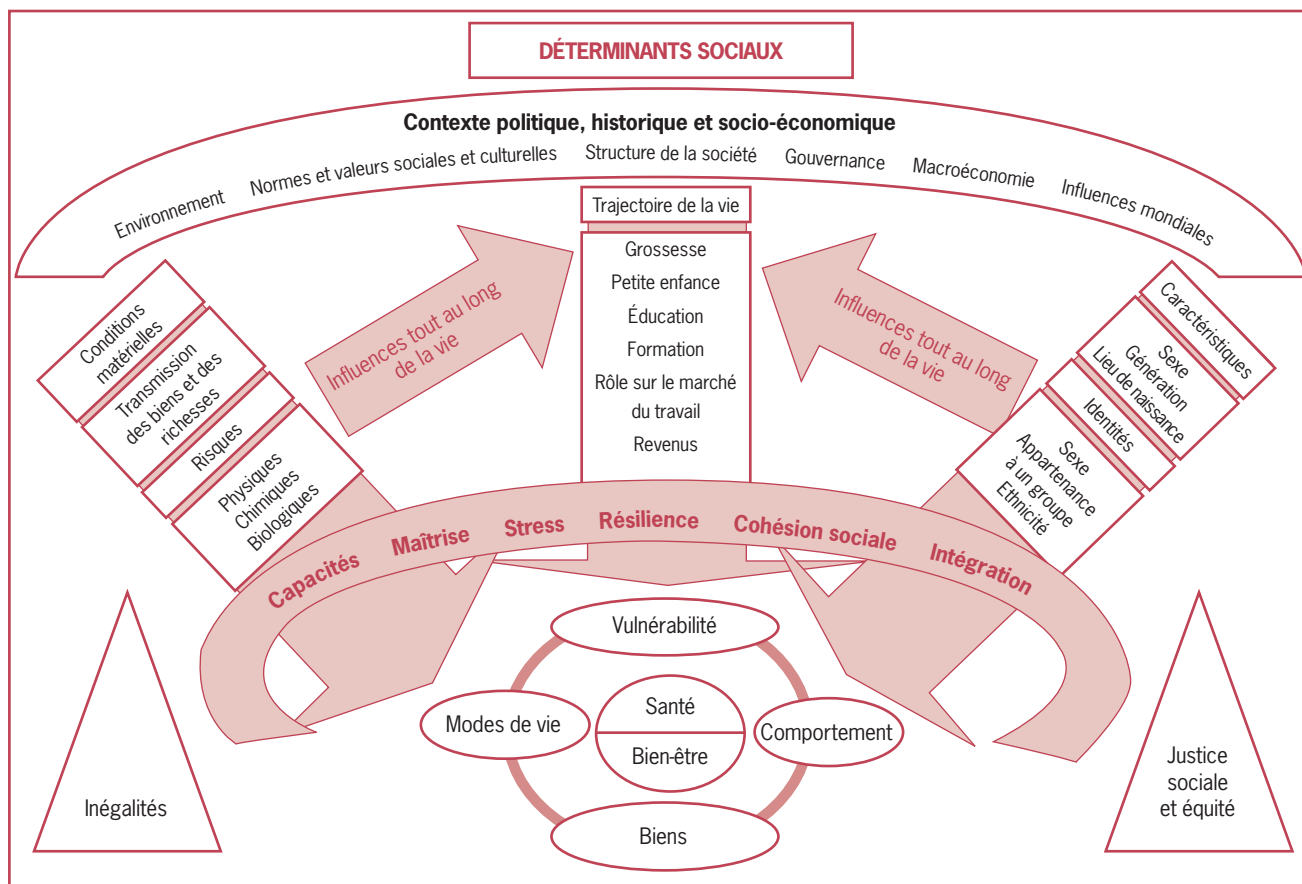 DÉTERMINANTS SOCIAUX
Contexte politique, historique et socio-économique
Environnement Normes et valeurs sociales et culturelles Structure de la société Gouvernance Macroéconomie Influences mondiales
Trajectoire de la vie
Grossesse
Petite enfance
Éducation
Formation
Rôle sur le marché
du travail
Revenus
Influences tout au long
de la vie
Influences tout au long
de la vie
Conditions
matérielles
Transmission
des biens et des
richesses
Risques
Physiques
Chimiques
Biologiques
Caractéristiques
Sexe
Génération
Lieu de naissance
Identités
Sexe
Appartenance
à un groupe
Ethnicité
Capacités Maîtrise Stress Résilience Cohésion sociale Intégration
Vulnérabilité
Modes de vie
Santé
Bien-être
Comportement
Biens
Inégalités
Justice
sociale
et équité